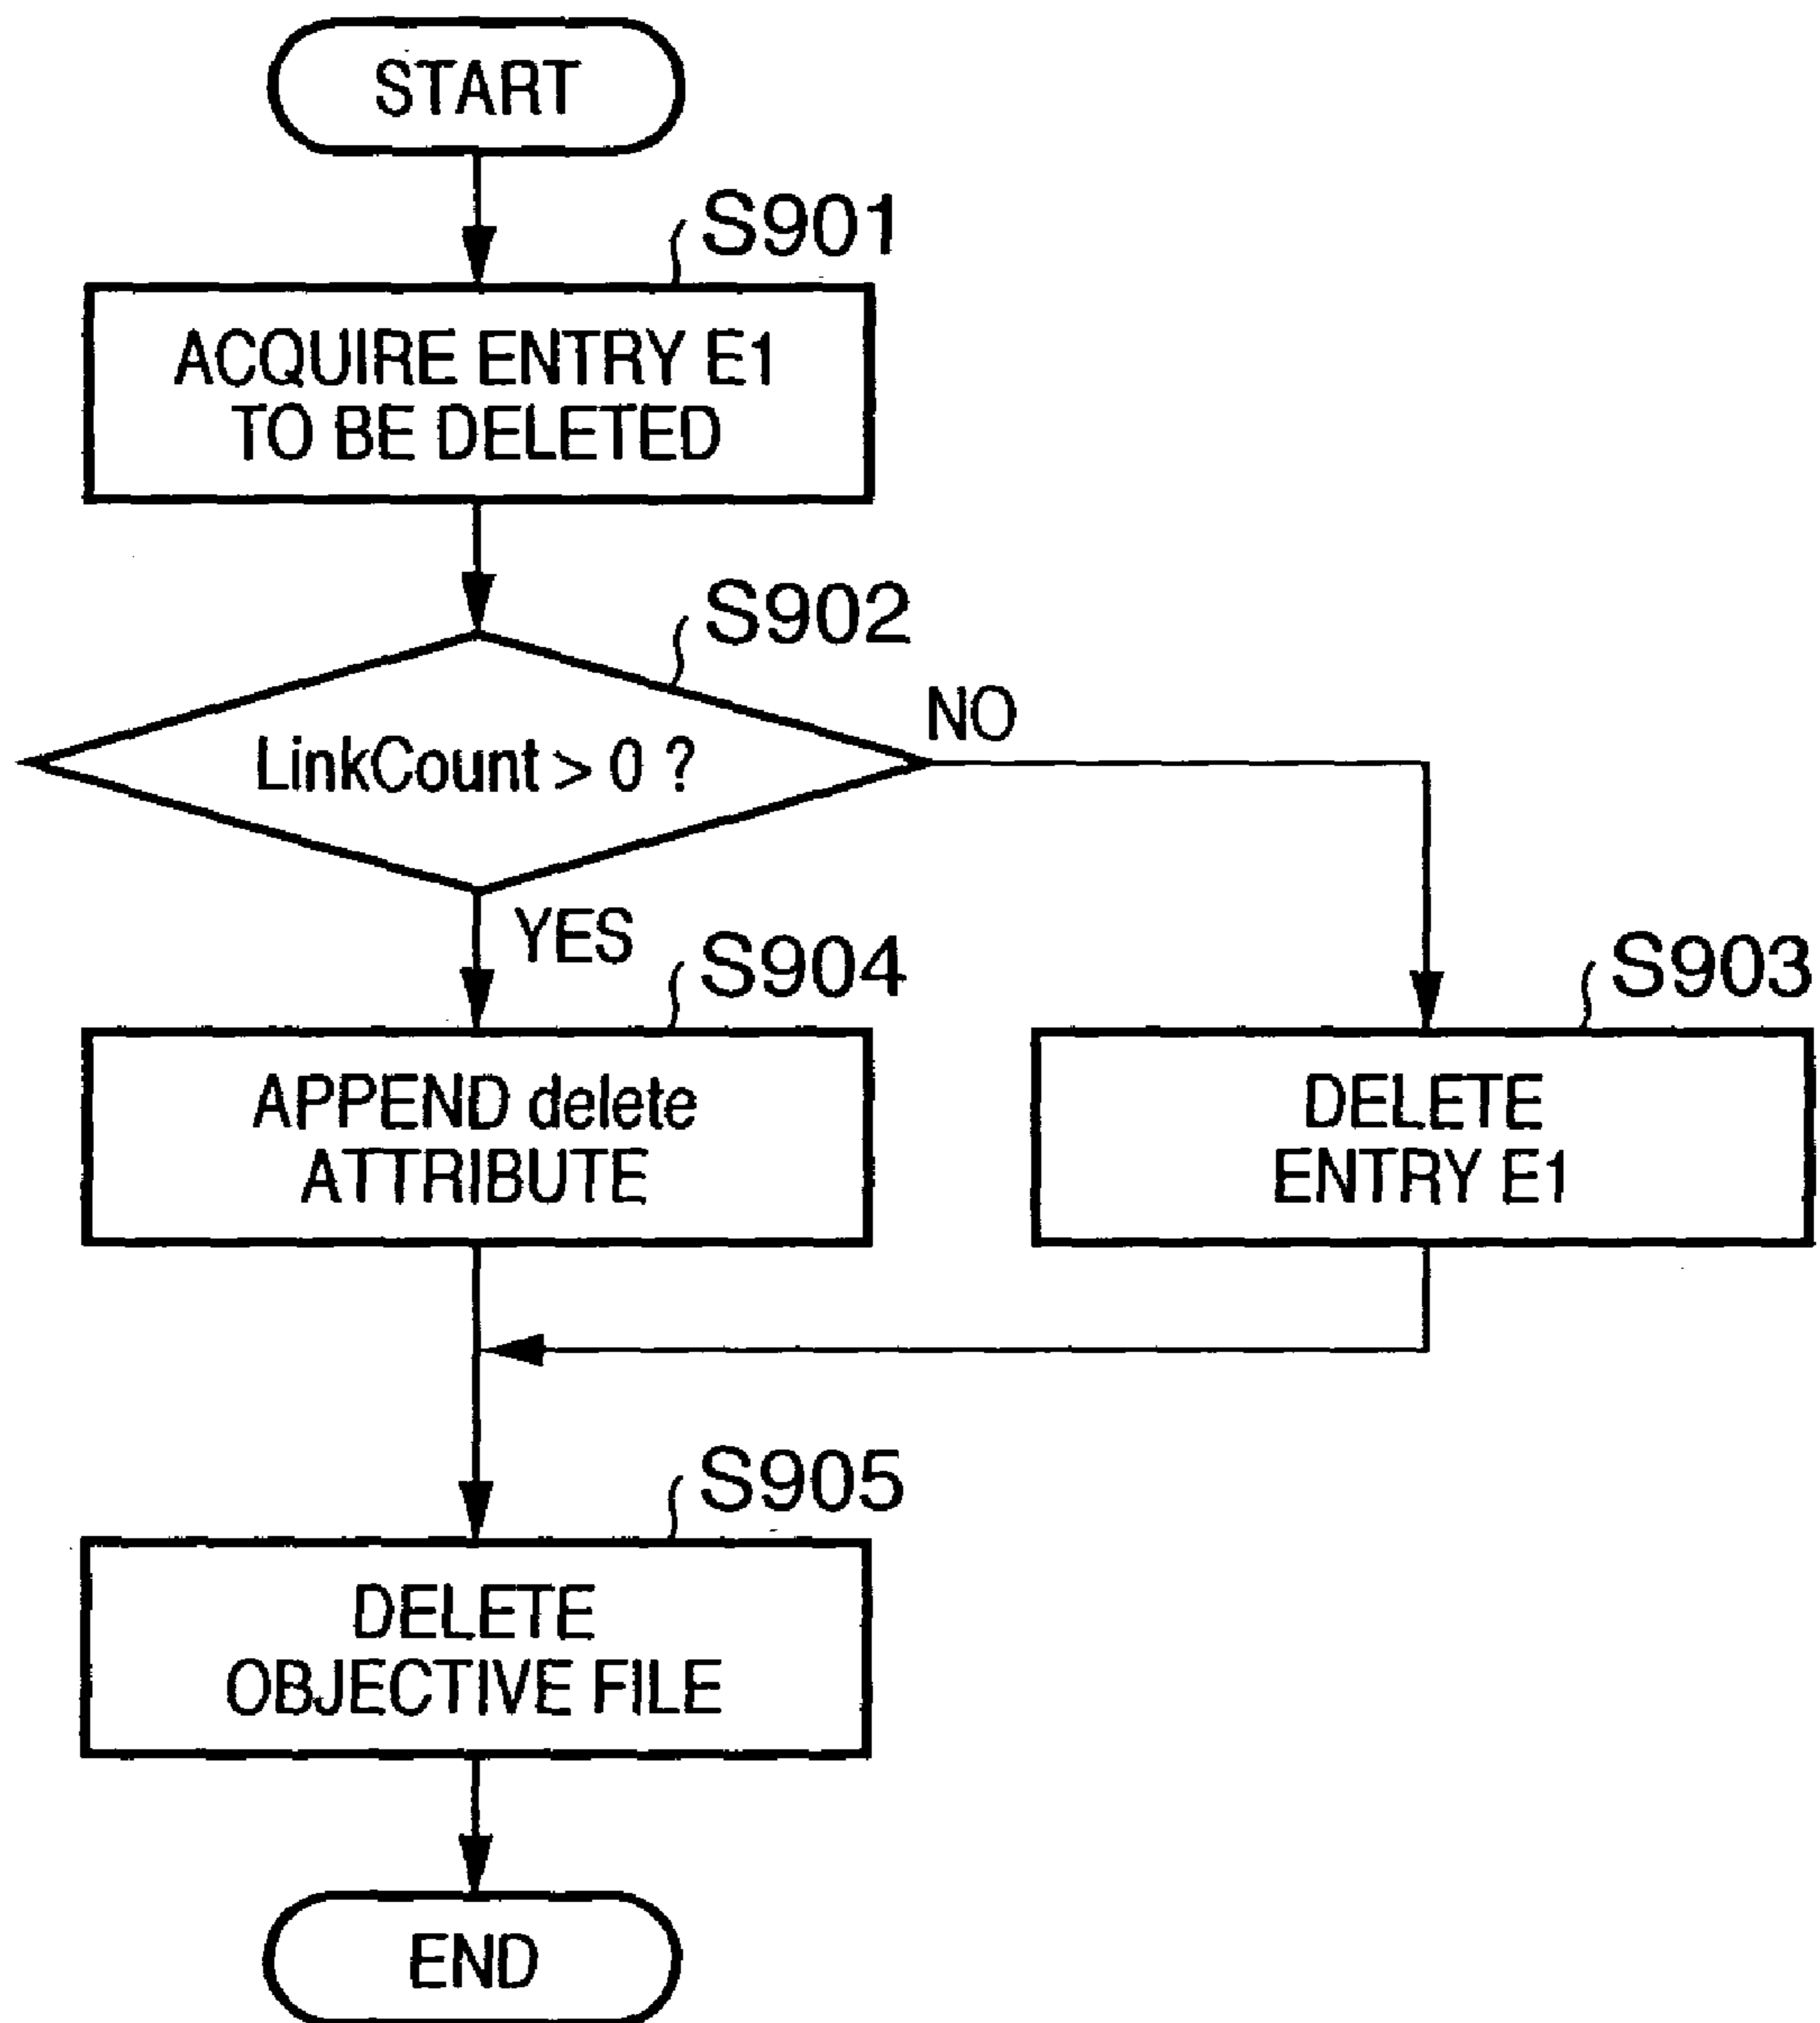 START
S901
ACQUIRE ENTRY E1
TO BE DELETED
S902
LinkCount > 0 ?
NO
YES
S904
APPEND delete
ATTRIBUTE
S903
DELETE
ENTRY E1
S905
DELETE
OBJECTIVE FILE
END